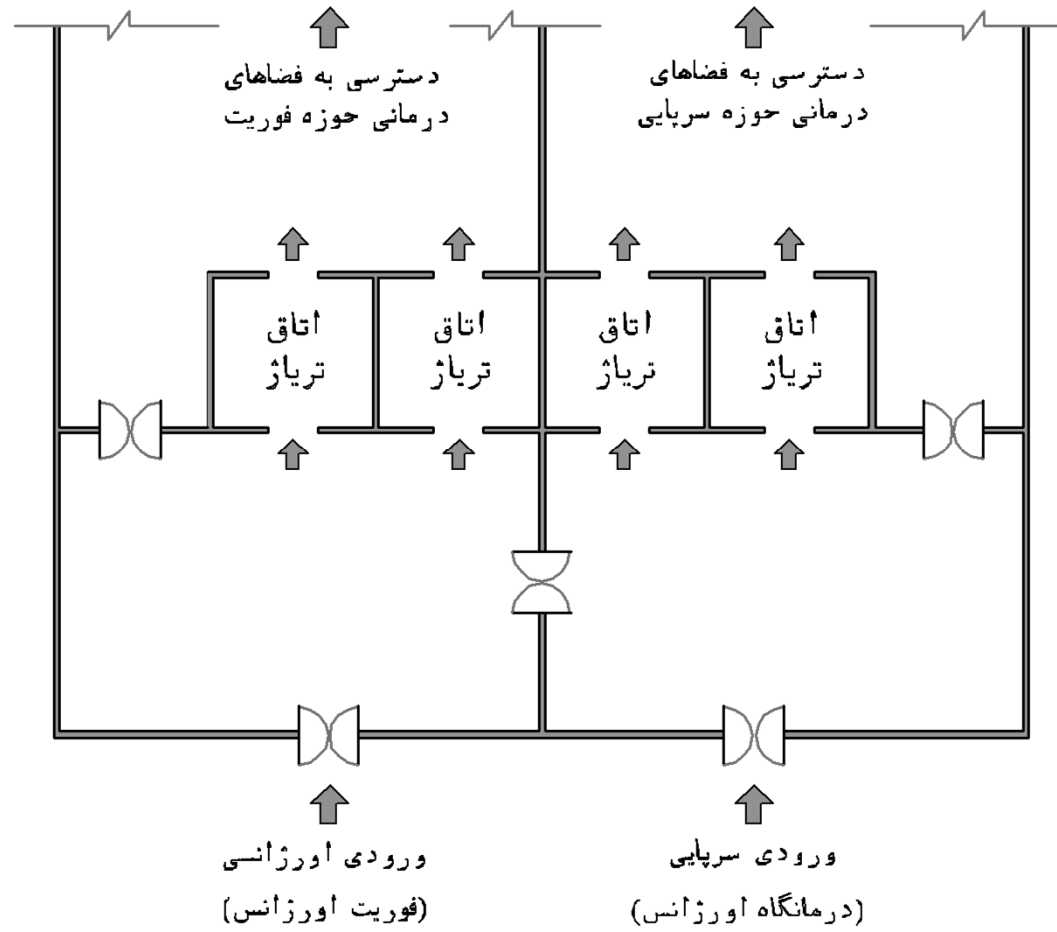 دسترسی به فضاهای
درمانی حوزه سرپایی
دسترسی به فضاهای
درمانی حوزه فوریت
اتاق
تریاژ
اتاق
تریاژ
اتاق
تریاژ
اتاق
تریاژ
ورودی سرپایی
(درمانگاه اورژانس)
ورودی اورژانسی
(فوریت اورژانس)